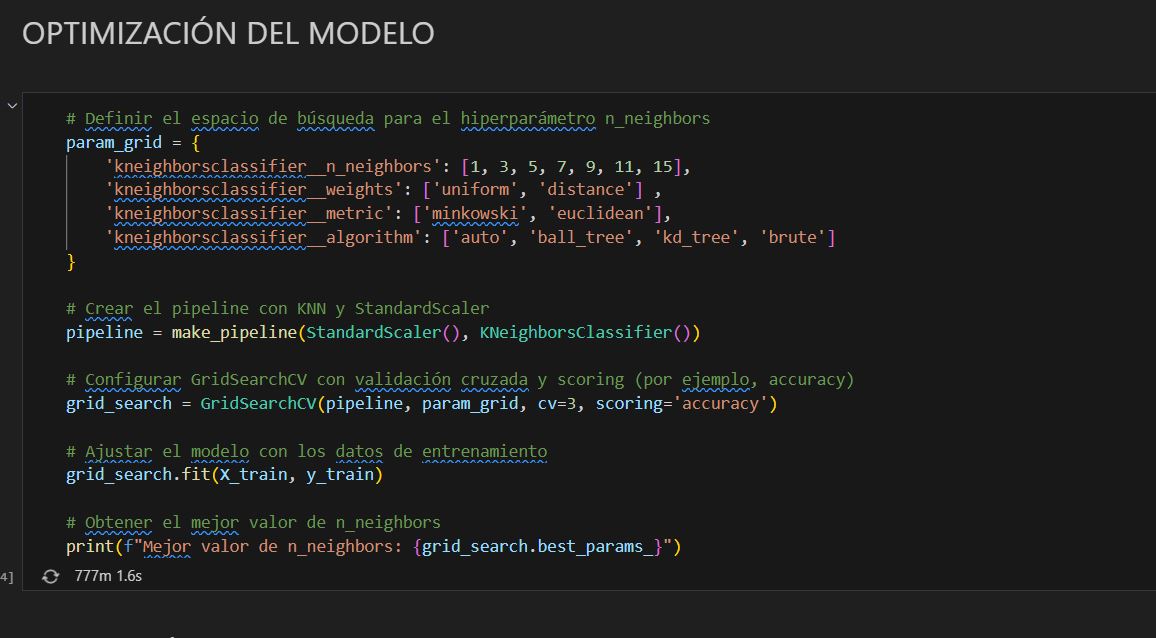 OPTIMIZACIÓN DEL MODELO
# Definir el espacio de búsqueda para el hiperparámetro n_neighbors
param_grid = {
    'kneighborsclassifier__n_neighbors': [1, 3, 5, 7, 9, 11, 15],
    'kneighborsclassifier__weights': ['uniform', 'distance'] ,
    'kneighborsclassifier__metric': ['minkowski', 'euclidean'],
    'kneighborsclassifier__algorithm': ['auto', 'ball_tree', 'kd_tree', 'brute']
}
# Crear el pipeline con KNN y StandardScaler
pipeline = make_pipeline(StandardScaler(), KNeighborsClassifier())
# Configurar GridSearchCV con validación cruzada y scoring (por ejemplo, accuracy)
grid_search = GridSearchCV(pipeline, param_grid, cv=3, scoring='accuracy')
# Ajustar el modelo con los datos de entrenamiento
grid_search.fit(X_train, y_train)
# Obtener el mejor valor de n_neighbors
print(f"Mejor valor de n_neighbors: {grid_search.best_params_}")
4] 777m 1.6s